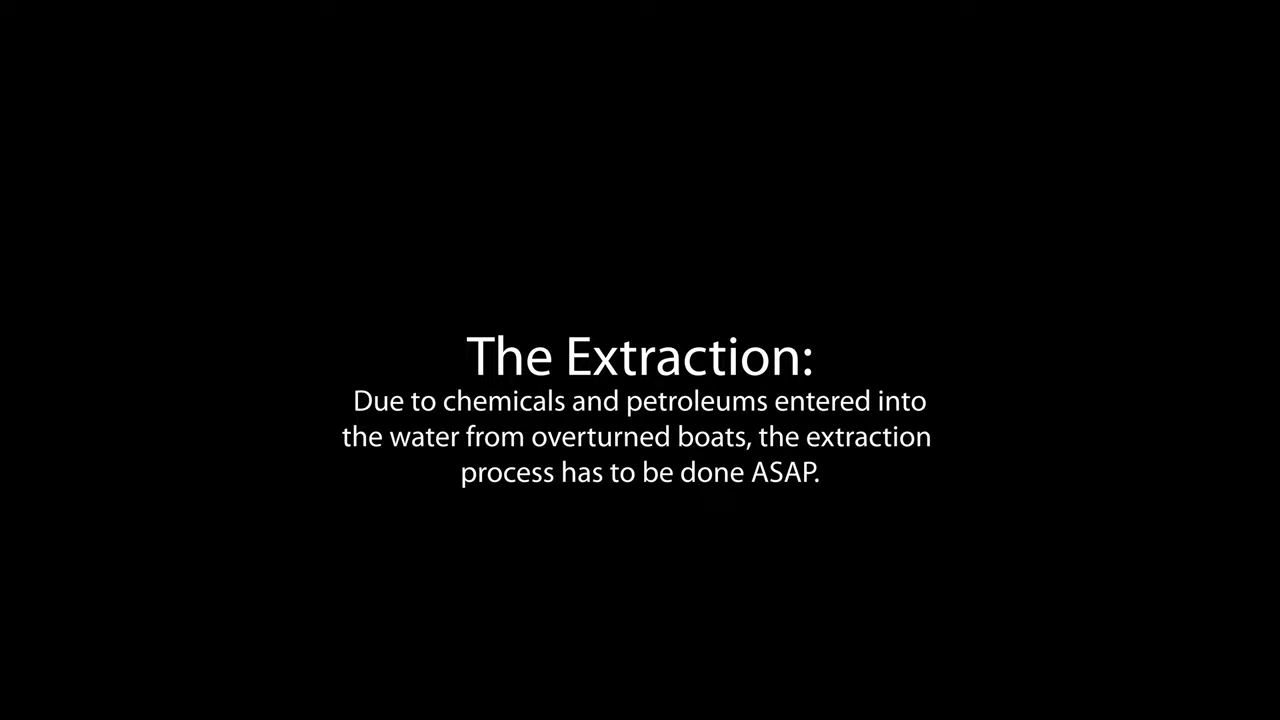 The Extraction:
Due to chemicals and petroleums entered into
the water from overturned boats, the extraction
process has to be done ASAP.